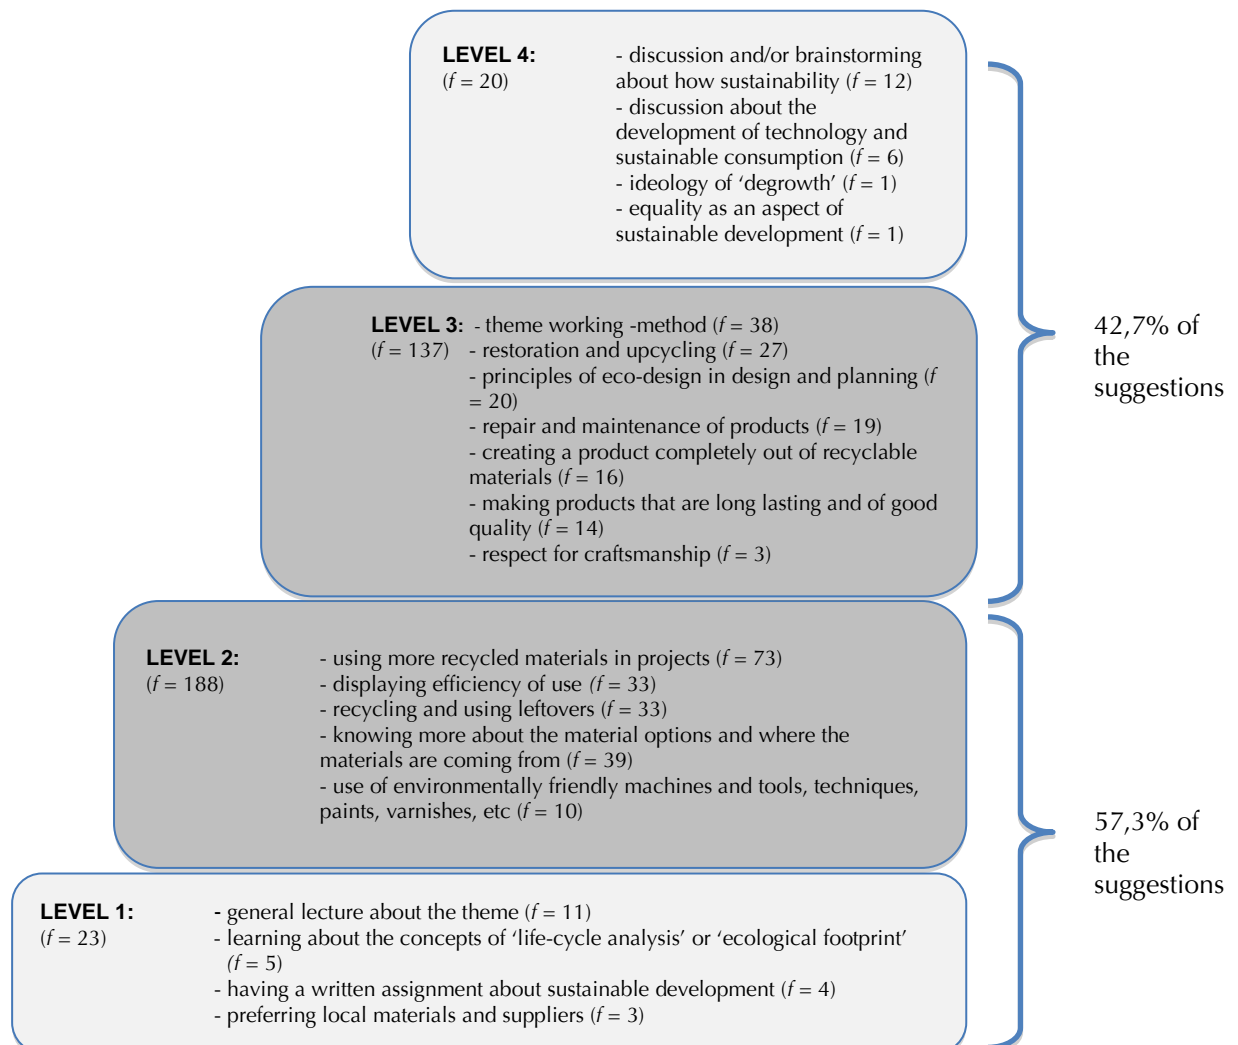 LEVEL 4:
(f = 20)
- discussion and/or brainstorming
about how sustainability (f = 12)
- discussion about the
development of technology and
sustainable consumption (f = 6)
- ideology of ‘degrowth’ (f = 1)
- equality as an aspect of
sustainable development (f = 1)
LEVEL 3: - theme working -method (f = 38)
(f = 137) - restoration and upcycling (f = 27)
- principles of eco-design in design and planning (f
= 20)
- repair and maintenance of products (f = 19)
- creating a product completely out of recyclable
materials (f = 16)
- making products that are long lasting and of good
quality (f = 14)
- respect for craftsmanship (f = 3)
42,7% of
the
suggestions
LEVEL 2:
(f = 188)
- using more recycled materials in projects (f = 73)
- displaying efficiency of use (f = 33)
- recycling and using leftovers (f = 33)
- knowing more about the material options and where the
materials are coming from (f = 39)
- use of environmentally friendly machines and tools, techniques,
paints, varnishes, etc (f = 10)
LEVEL 1:
(f = 23)
- general lecture about the theme (f = 11)
- learning about the concepts of ‘life-cycle analysis’ or ‘ecological footprint’
(f = 5)
- having a written assignment about sustainable development (f = 4)
- preferring local materials and suppliers (f = 3)
57,3% of
the
suggestions